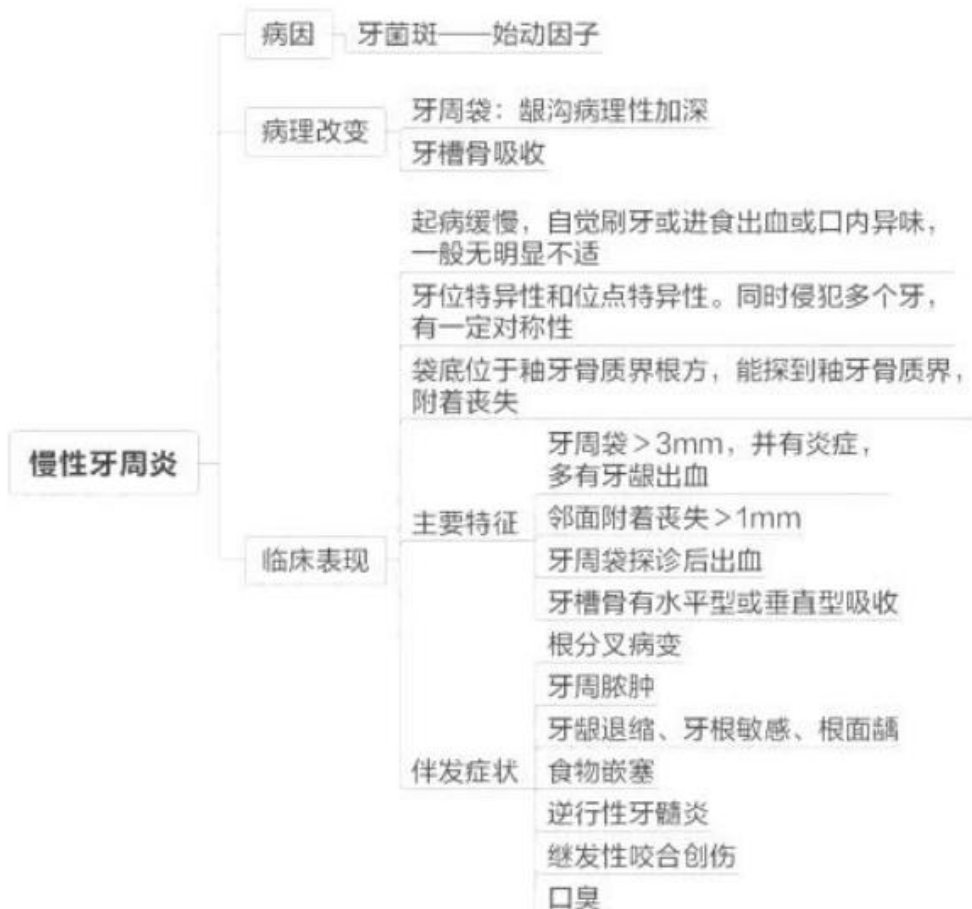 病因
牙菌斑——始动因子
病理改变
牙周袋：龈沟病理性加深
牙槽骨吸收
起病缓慢，自觉刷牙或进食出血或口内异味，
一般无明显不适
牙位特异性和位点特异性。同时侵犯多个牙，
有一定对称性
袋底位于釉牙骨质界根方，能探到釉牙骨质界，
附着丧失
慢性牙周炎
临床表现
主要特征
牙周袋>3mm，并有炎症，
多有牙龈出血
邻面附着丧失>1mm
牙周袋探诊后出血
牙槽骨有水平型或垂直型吸收
伴发症状
根分叉病变
牙周脓肿
牙龈退缩、牙根敏感、根面龋
食物嵌塞
逆行性牙髓炎
继发性咬合创伤
口臭